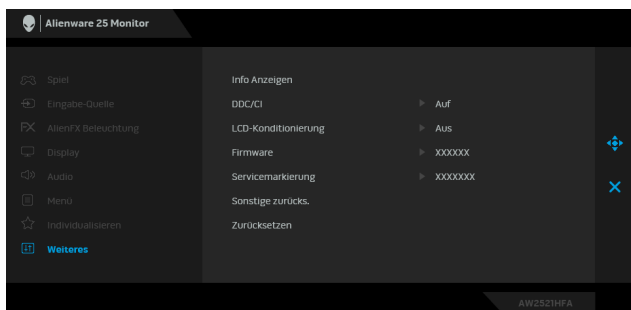 Alienware 25 Monitor
Spiel
Info Anzeigen
Eingabe-Quelle
DDC/CI Auf
FX AlienFX Beleuchtung
LCD-Konditionierung Aus
Display
Firmware XXXXXX
Audio
Servicemarkierung XXXXXXX
Menü
Sonstige zurücks.
Individualisieren
Zurücksetzen
Weiteres
AW2521HFA